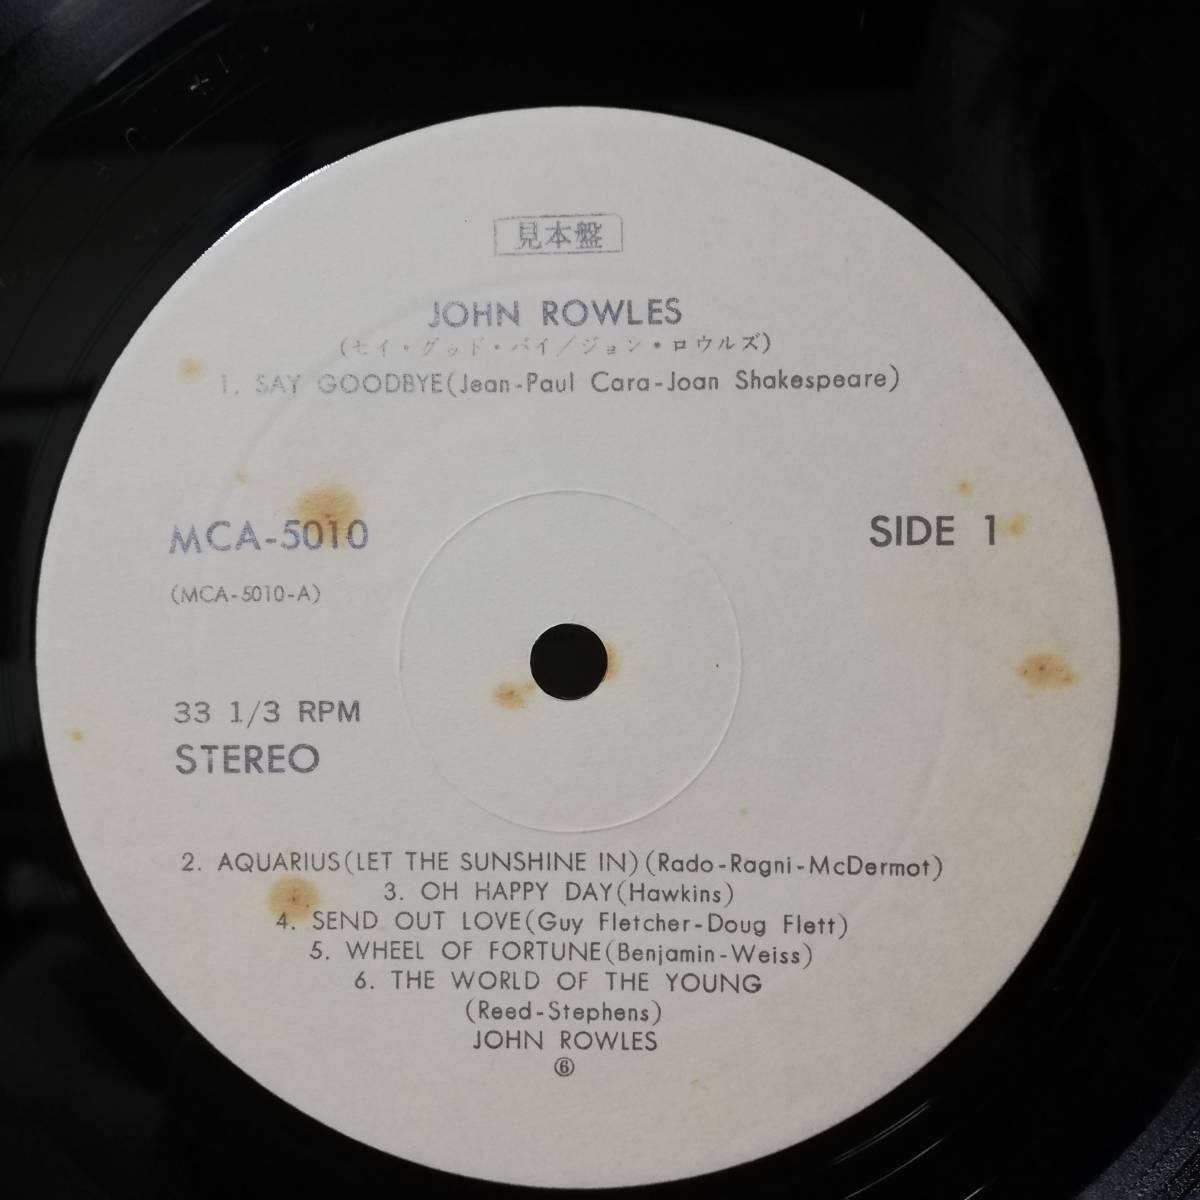 見本盤
JOHN ROWLES
(セイ・グッド・バイ/ジョン・ロウルズ)
1. SAY GOODBYE(Jean-Paul Cara-Joan Shakespeare)
MCA-5010
SIDE 1
(MCA-5010-A)
33 1/3 RPM
STEREO
2. AQUARIUS(LET THE SUNSHINE IN)(Rado-Ragni-McDermot)
3. OH HAPPY DAY(Hawkins)
4. SEND OUT LOVE(Guy Fletcher-Doug Flett)
5. WHEEL OF FORTUNE(Benjamin-Weiss)
6. THE WORLD OF THE YOUNG
(Reed-Stephens)
JOHN ROWLES
⑥